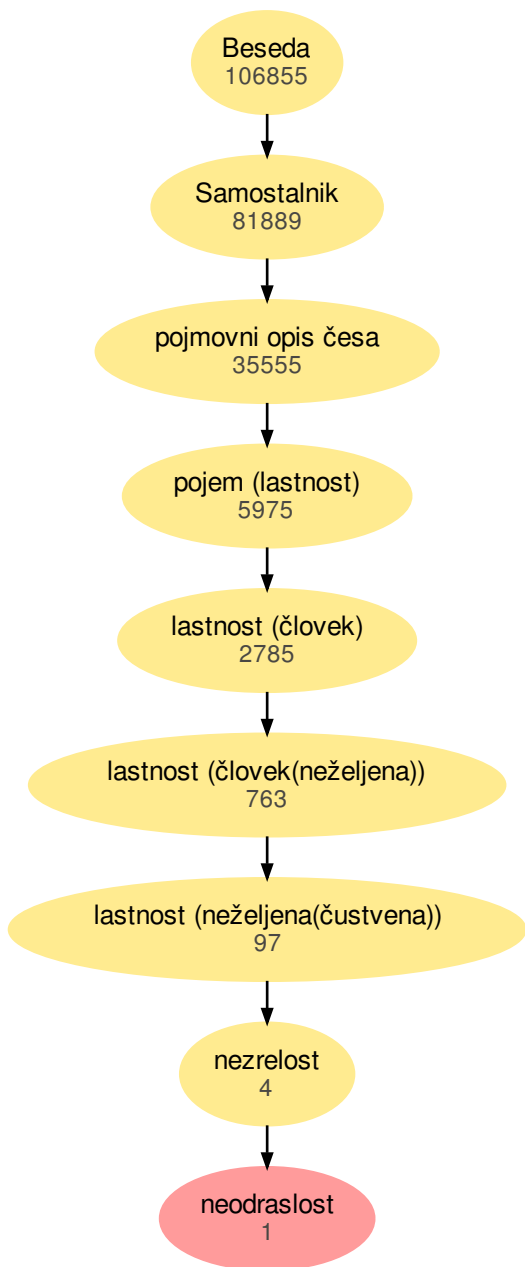 Beseda
106855
Samostalnik
81889
pojmovni opis česa
35555
pojem (lastnost)
5975
lastnost (človek)
2785
lastnost (človek(neželjena))
763
lastnost (neželjena(čustvena))
97
nezrelost
4
neodraslost
1